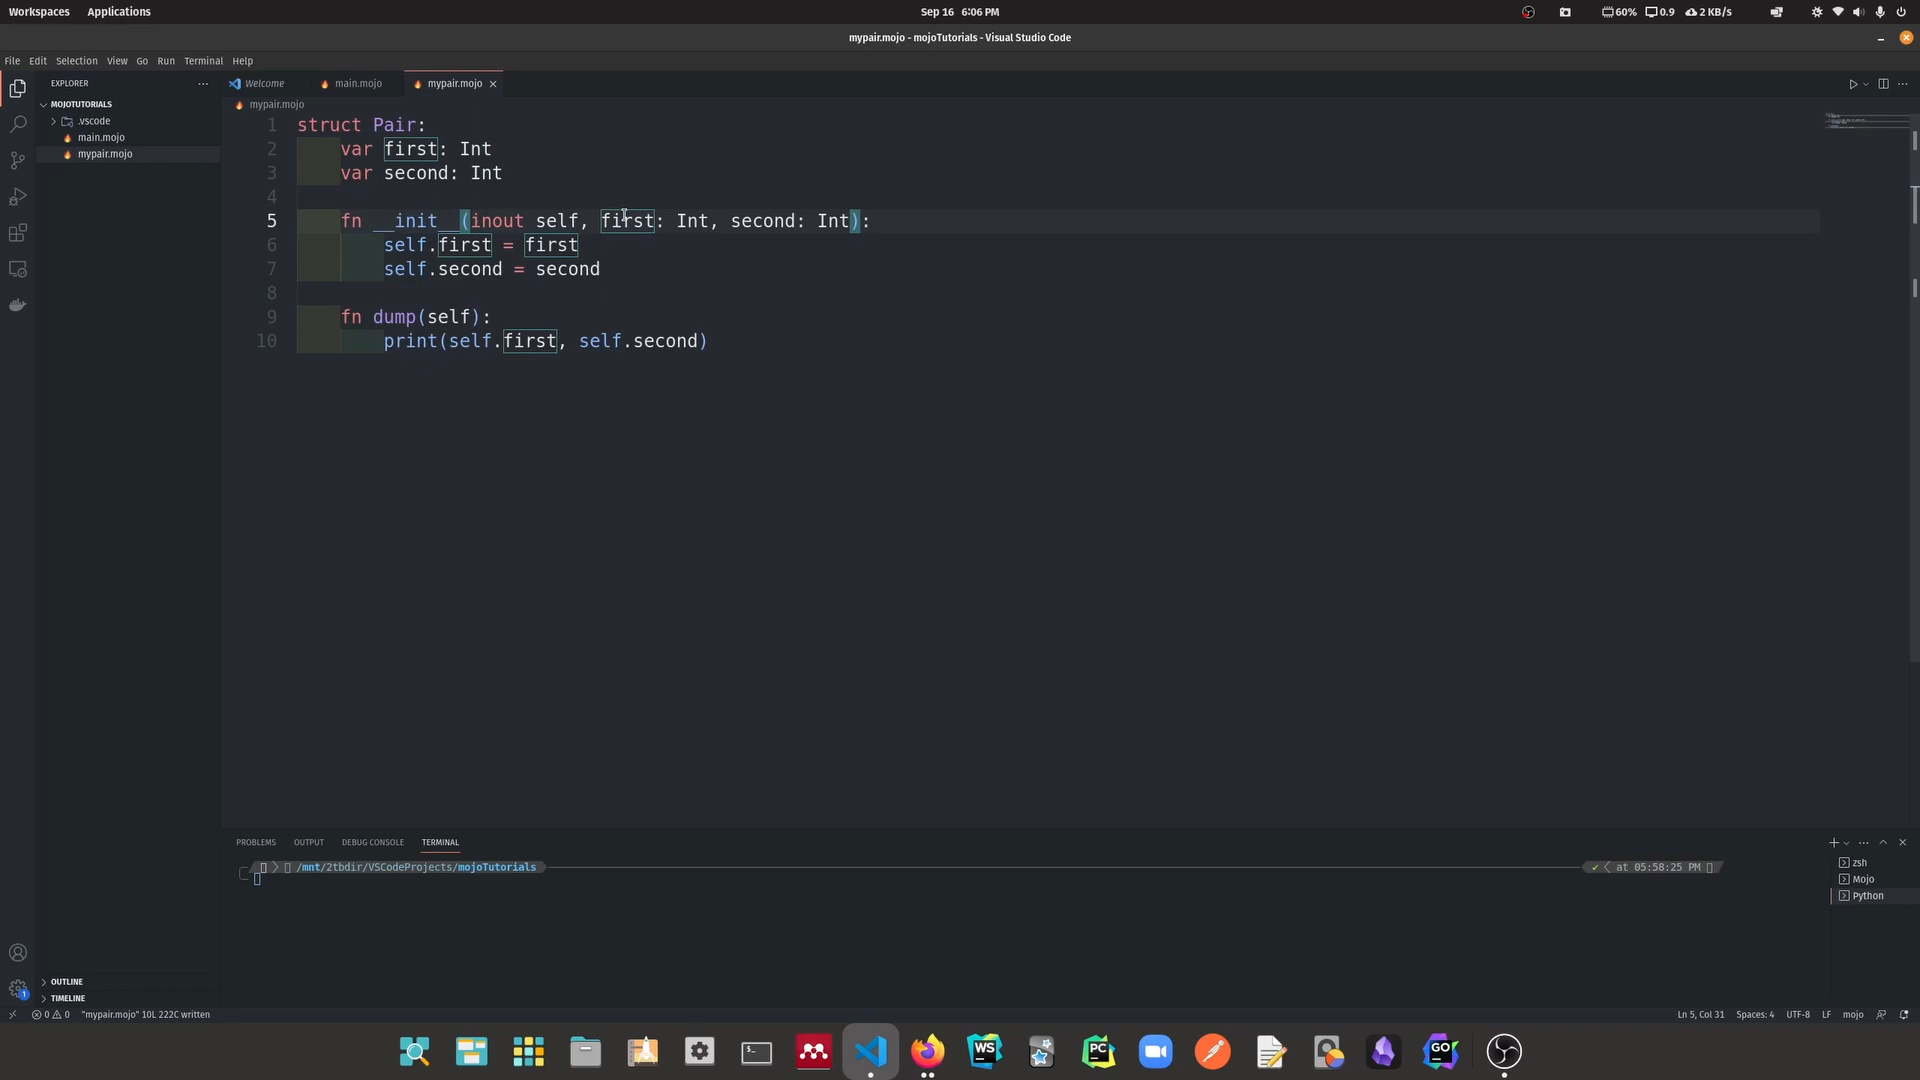 Workspaces Applications Sep 16 6:06 PM 60% 0.9 2 KB/s
mypair.mojo - mojoTutorials - Visual Studio Code
File Edit Selection View Go Run Terminal Help
EXPLORER
Welcome main.mojo mypair.mojo
MOJOTUTORIALS
.vscode
main.mojo
mypair.mojo
mypair.mojo
1 struct Pair:
2 var first: Int
3 var second: Int
4
5 fn __init__(inout self, first: Int, second: Int):
6 self.first = first
7 self.second = second
8
9 fn dump(self):
10 print(self.first, self.second)
PROBLEMS OUTPUT DEBUG CONSOLE TERMINAL
/mnt/2tbdir/VSCodeProjects/mojoTutorials at 05:58:25 PM
zsh
Mojo
Python
OUTLINE
TIMELINE
1
0 0 "mypair.mojo" 10L 222C written Ln 5, Col 31 Spaces: 4 UTF-8 LF mojo
$_ WS PC GO